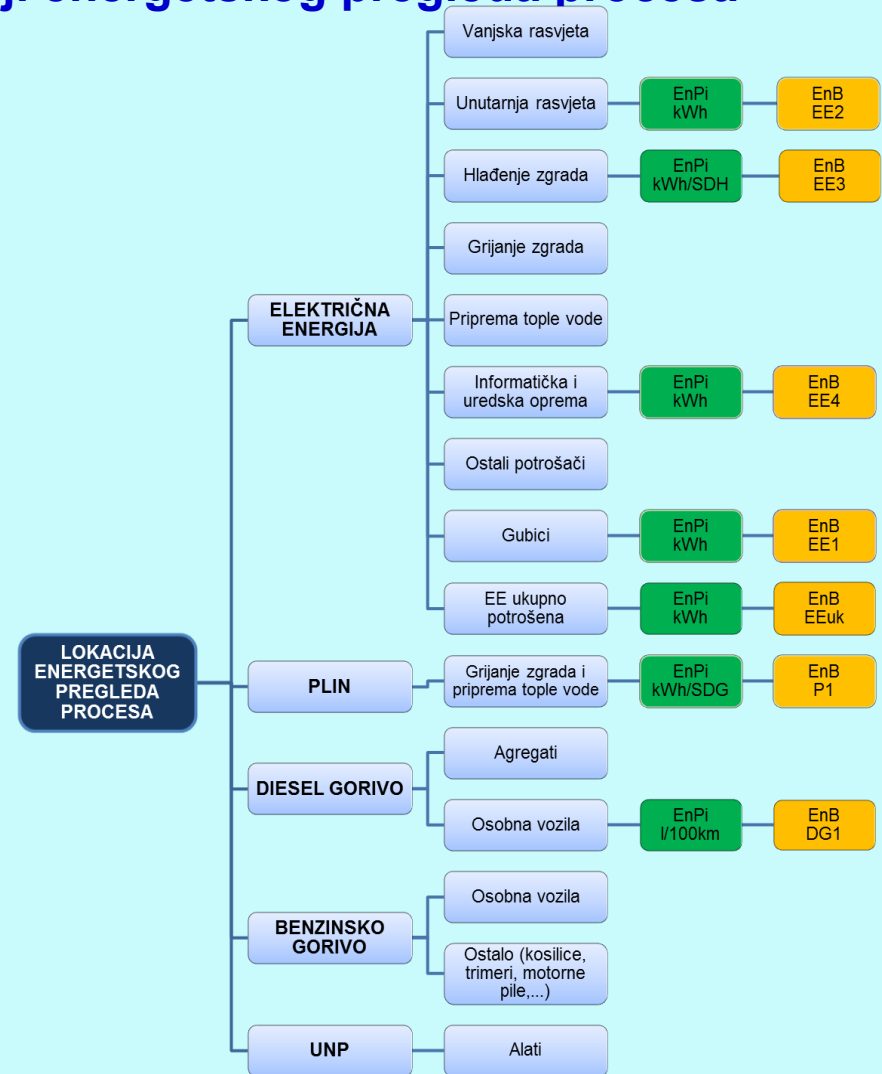 energetskog pregleda procesa
Vanjska rasvjeta
Unutarnja rasvjeta
EnPi
kWh
EnB
EE2
Hlađenje zgrada
EnPi
kWh/SDH
EnB
EE3
Grijanje zgrada
ELEKTRIČNA
ENERGIJA
Priprema tople vode
Informatička i
uredska oprema
EnPi
kWh
EnB
EE4
Ostali potrošači
Gubici
EnPi
kWh
EnB
EE1
EE ukupno
potrošena
EnPi
kWh
EnB
EEuk
LOKACIJA
ENERGETSKOG
PREGLEDA
PROCESA
PLIN
Grijanje zgrada i
priprema tople vode
EnPi
kWh/SDG
EnB
P1
DIESEL GORIVO
Agregati
Osobna vozila
EnPi
l/100km
EnB
DG1
BENZINSKO
GORIVO
Osobna vozila
Ostalo (kosilice,
trimeri, motorne
pile,...)
UNP
Alati